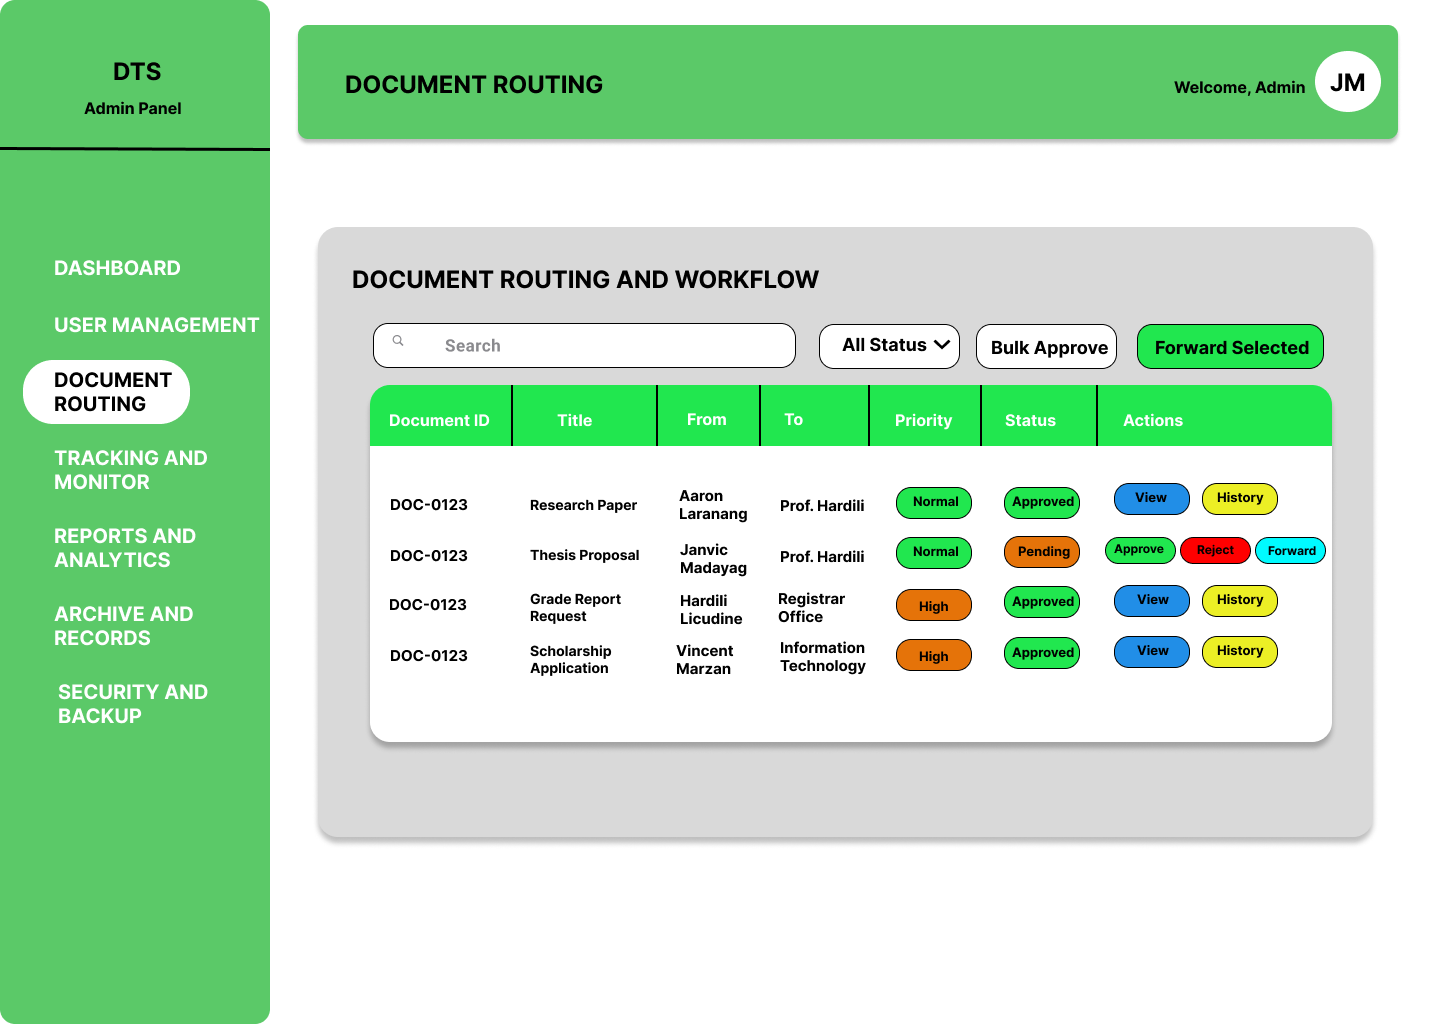 DTS
Admin Panel
DASHBOARD
USER MANAGEMENT
DOCUMENT
ROUTING
TRACKING AND
MONITOR
REPORTS AND
ANALYTICS
ARCHIVE AND
RECORDS
SECURITY AND
BACKUP
DOCUMENT ROUTING
Welcome, Admin
JM
DOCUMENT ROUTING AND WORKFLOW
Search
All Status
Bulk Approve
Forward Selected
Document ID Title From To Priority Status Actions
DOC-0123 Research Paper Aaron
Laranang Prof. Hardili Normal Approved View History
DOC-0123 Thesis Proposal Janvic
Madayag Prof. Hardili Normal Pending Approve Reject Forward
DOC-0123 Grade Report
Request Hardili
Licudine Registrar
Office High Approved View History
DOC-0123 Scholarship
Application Vincent
Marzan Information
Technology High Approved View History